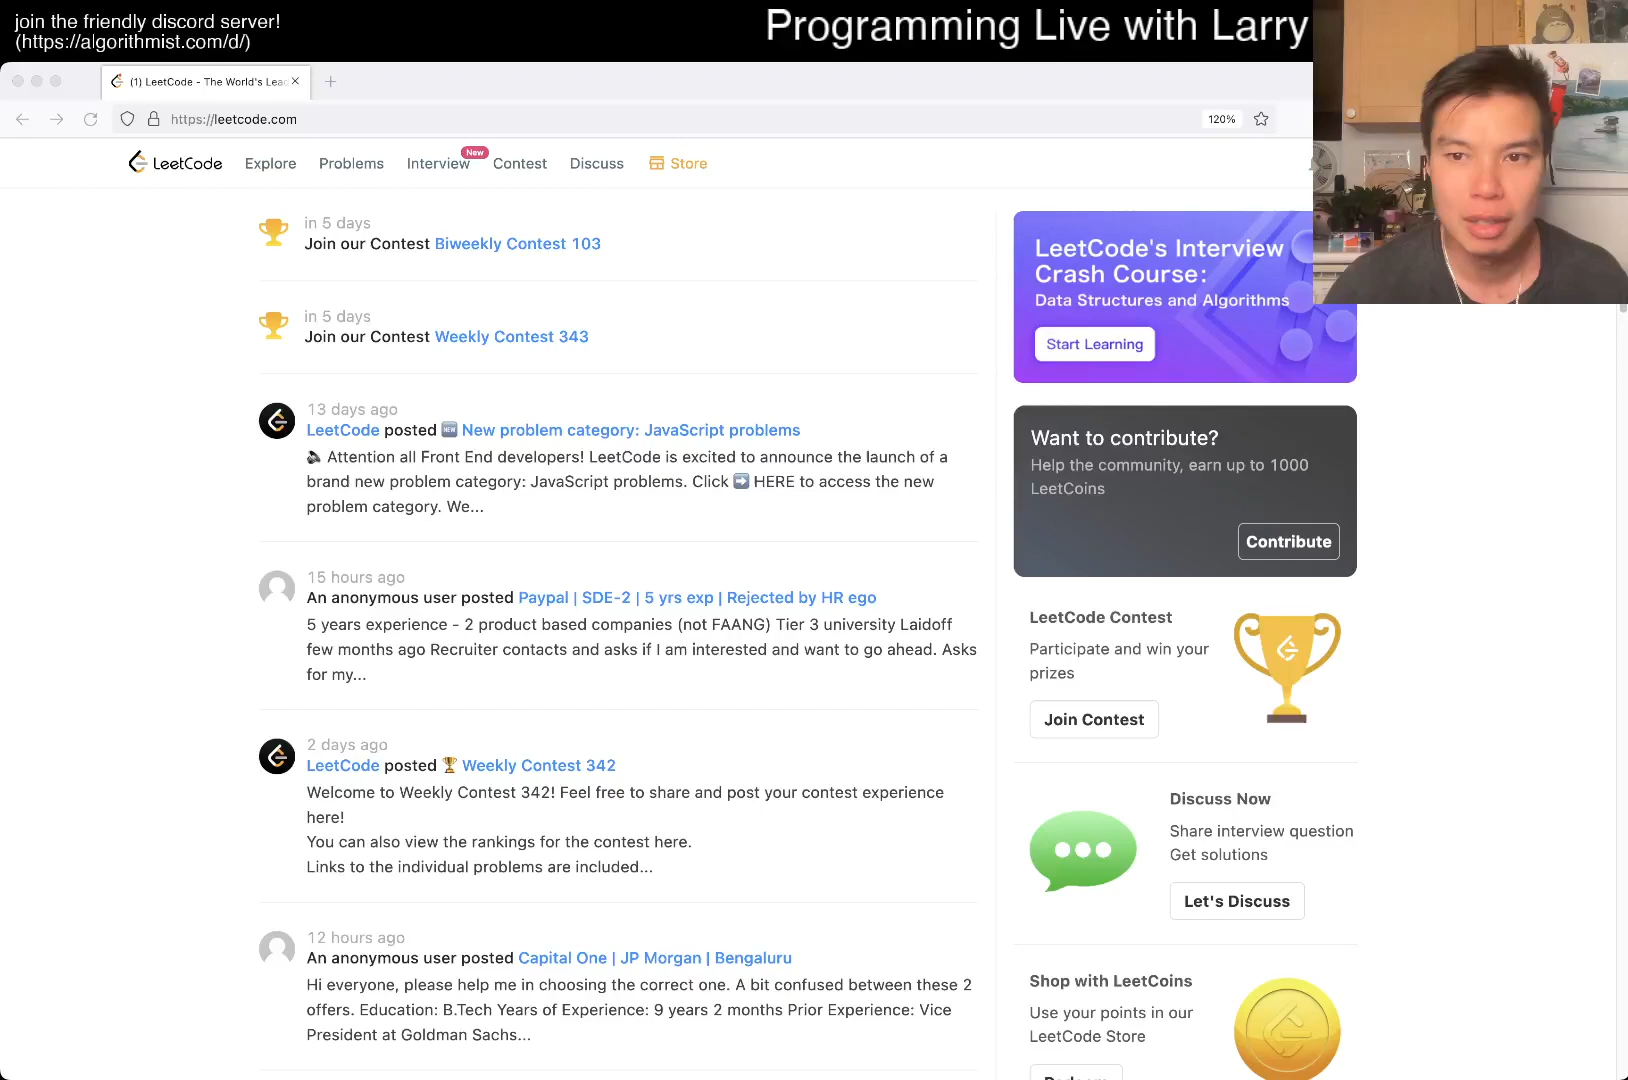 join the friendly discord server!
(https://algorithmist.com/d/)
Programming Live with Larry
(1) LeetCode - The World's Lead
https://leetcode.com
120%
LeetCode
Explore
Problems
Interview
New
Contest
Discuss
Store
in 5 days
Join our Contest Biweekly Contest 103
in 5 days
Join our Contest Weekly Contest 343
13 days ago
LeetCode posted 🆕 New problem category: JavaScript problems
🔈 Attention all Front End developers! LeetCode is excited to announce the launch of a
brand new problem category: JavaScript problems. Click ➡️ HERE to access the new
problem category. We...
15 hours ago
An anonymous user posted Paypal | SDE-2 | 5 yrs exp | Rejected by HR ego
5 years experience - 2 product based companies (not FAANG) Tier 3 university Laidoff
few months ago Recruiter contacts and asks if I am interested and want to go ahead. Asks
for my...
2 days ago
LeetCode posted 🏆 Weekly Contest 342
Welcome to Weekly Contest 342! Feel free to share and post your contest experience
here!
You can also view the rankings for the contest here.
Links to the individual problems are included...
12 hours ago
An anonymous user posted Capital One | JP Morgan | Bengaluru
Hi everyone, please help me in choosing the correct one. A bit confused between these 2
offers. Education: B.Tech Years of Experience: 9 years 2 months Prior Experience: Vice
President at Goldman Sachs...
LeetCode's Interview
Crash Course:
Data Structures and Algorithms
Start Learning
Want to contribute?
Help the community, earn up to 1000
LeetCoins
Contribute
LeetCode Contest
Participate and win your
prizes
Join Contest
Discuss Now
Share interview question
Get solutions
Let's Discuss
Shop with LeetCoins
Use your points in our
LeetCode Store